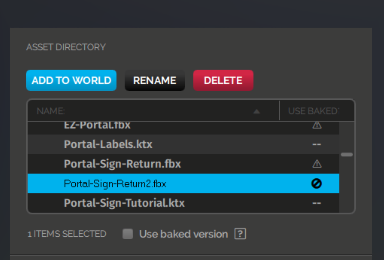 ASSET DIRECTORY
ADD TO WORLD RENAME DELETE
NAME USE BAKED?
EZ-Portal.fbx
Portal-Labels.ktx --
Portal-Sign-Return.fbx
Portal-Sign-Return2.fbx
Portal-Sign-Tutorial.ktx --
1 ITEMS SELECTED Use baked version [?]